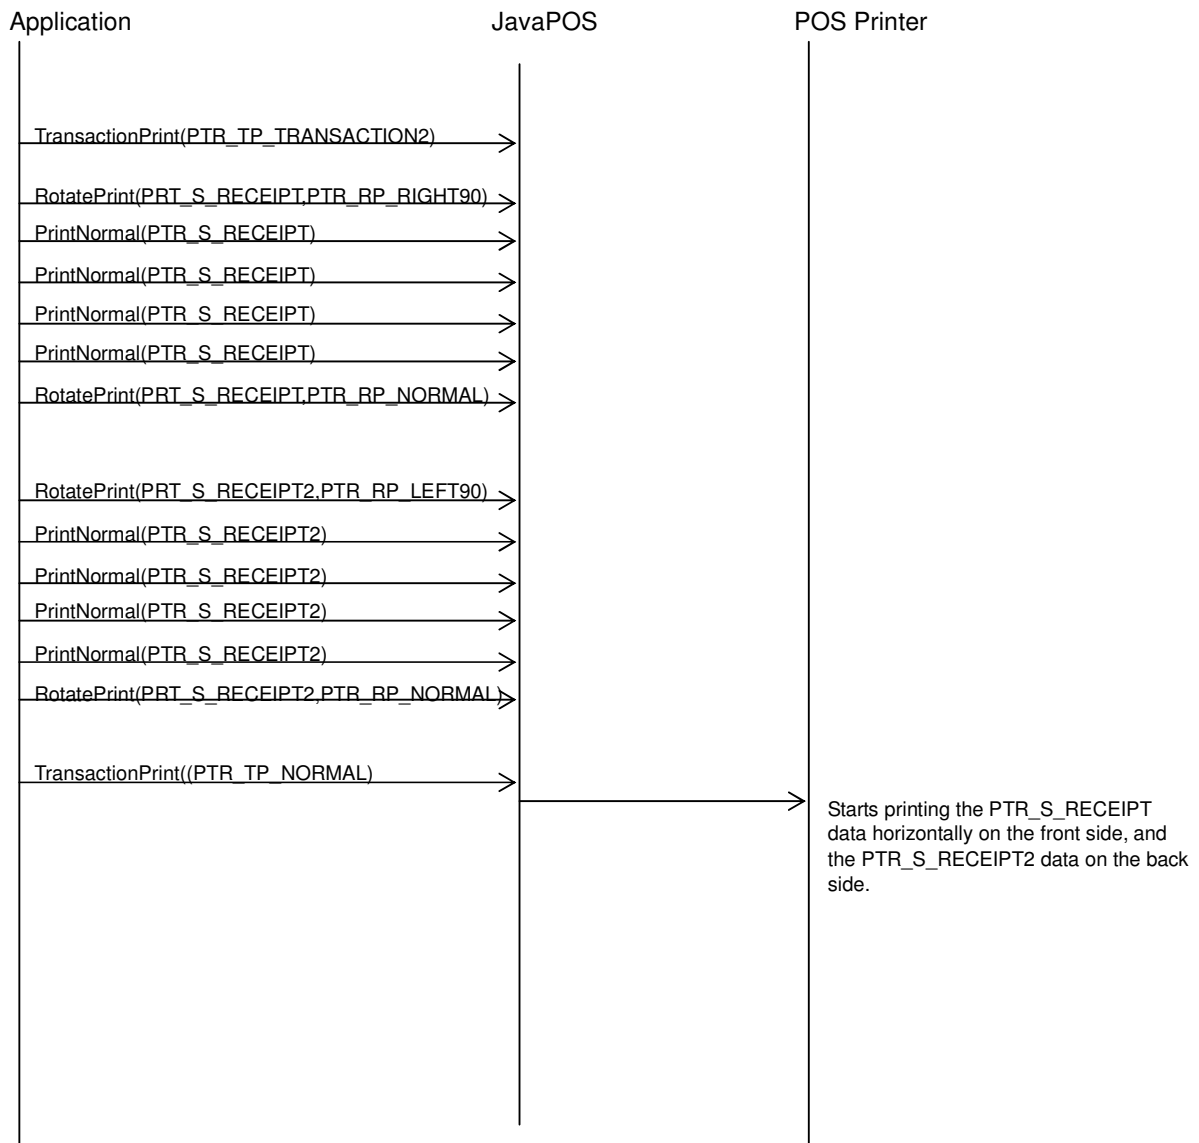 Application JavaPOS POS Printer
TransactionPrint(PTR_TP_TRANSACTION2)
RotatePrint(PRT_S_RECEIPT,PTR_RP_RIGHT90)
PrintNormal(PTR_S_RECEIPT)
PrintNormal(PTR_S_RECEIPT)
PrintNormal(PTR_S_RECEIPT)
PrintNormal(PTR_S_RECEIPT)
RotatePrint(PRT_S_RECEIPT,PTR_RP_NORMAL)
RotatePrint(PRT_S_RECEIPT2,PTR_RP_LEFT90)
PrintNormal(PTR_S_RECEIPT2)
PrintNormal(PTR_S_RECEIPT2)
PrintNormal(PTR_S_RECEIPT2)
PrintNormal(PTR_S_RECEIPT2)
RotatePrint(PRT_S_RECEIPT2,PTR_RP_NORMAL)
TransactionPrint((PTR_TP_NORMAL)
Starts printing the PTR_S_RECEIPT
data horizontally on the front side, and
the PTR_S_RECEIPT2 data on the back
side.